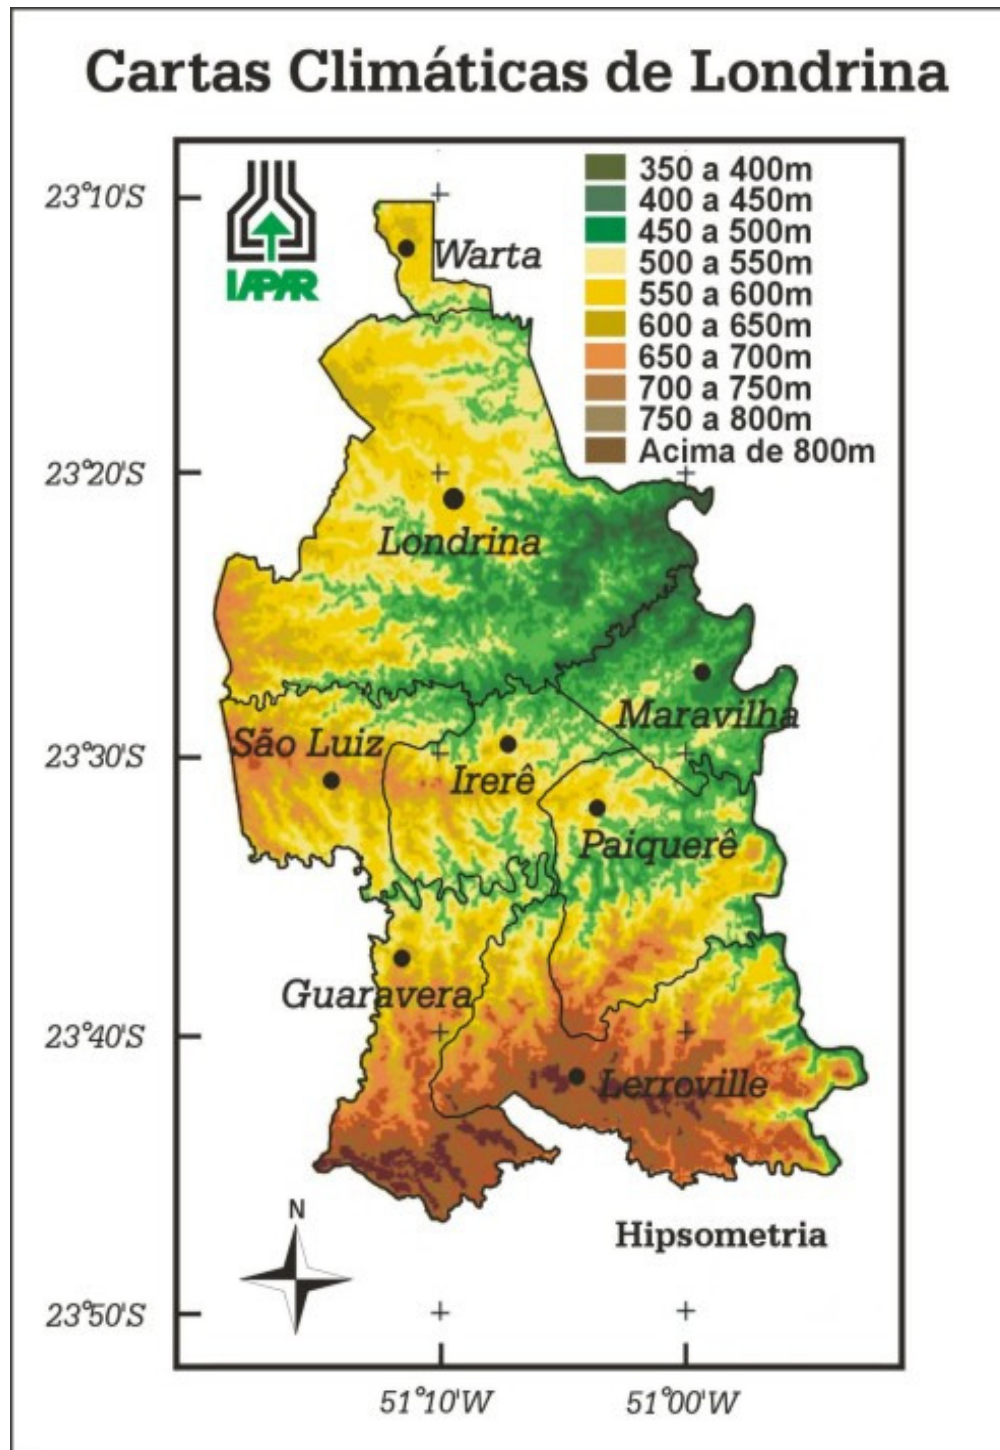 Cartas Climáticas de Londrina
IAPAR
350 a 400m
400 a 450m
450 a 500m
500 a 550m
550 a 600m
600 a 650m
650 a 700m
700 a 750m
750 a 800m
Acima de 800m
23°10'S
23°20'S
23°30'S
23°40'S
23°50'S
Warta
Londrina
Maravilha
São Luiz
Irerê
Paiquerê
Guaravera
Lerroville
N
Hipsometria
51°10'W
51°00'W